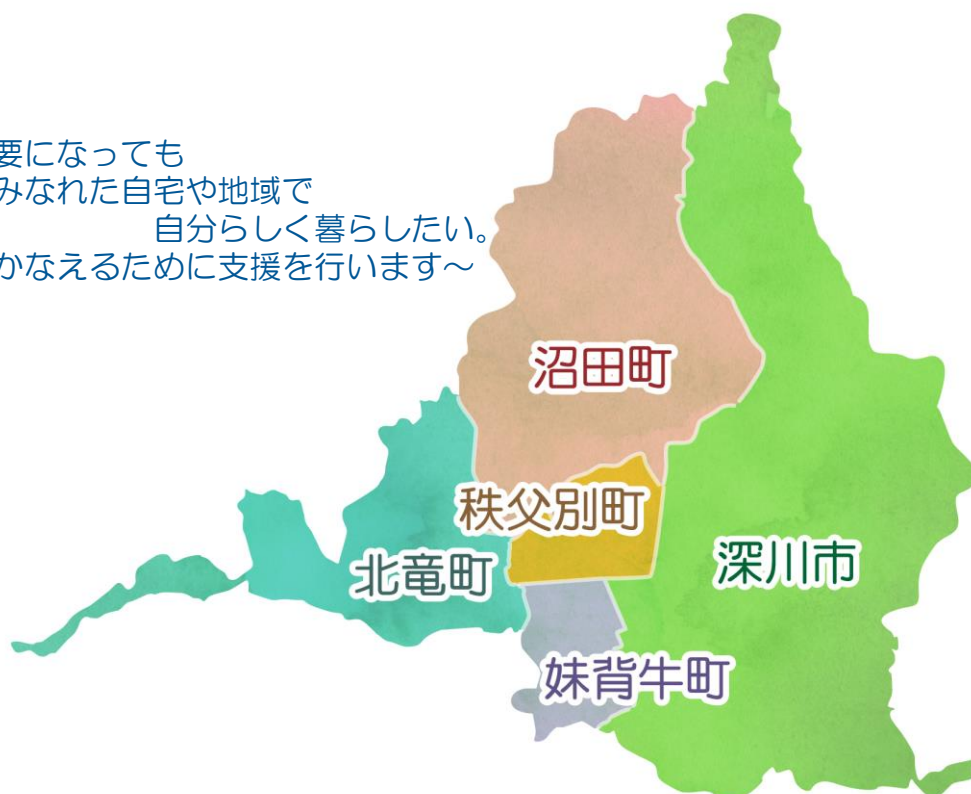 要になっても
みなれた自宅や地域で
自分らしく暮らしたい。
かなえるために支援を行います～
沼田町
秩父別町
北竜町
深川市
妹背牛町